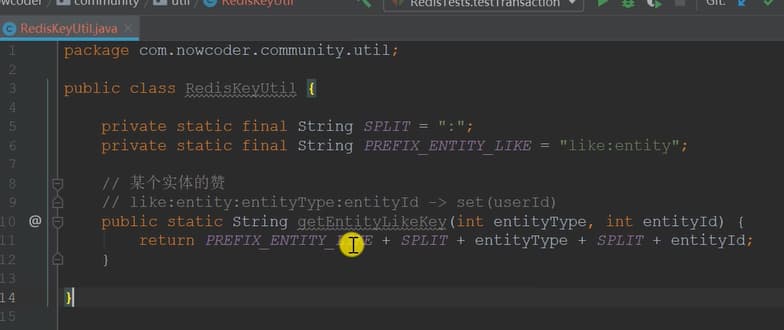 community
util
RedisKeyUtil
RedisTests.testTransaction
Git:
RedisKeyUtil.java
1 package com.nowcoder.community.util;
2
3 public class RedisKeyUtil {
4
5 private static final String SPLIT = ":";
6 private static final String PREFIX_ENTITY_LIKE = "like:entity";
7
8 // 某个实体的赞
9 // like:entity:entityType:entityId -> set(userId)
10 public static String getEntityLikeKey(int entityType, int entityId) {
11 return PREFIX_ENTITY_LIKE + SPLIT + entityType + SPLIT + entityId;
12 }
13
14 }
15